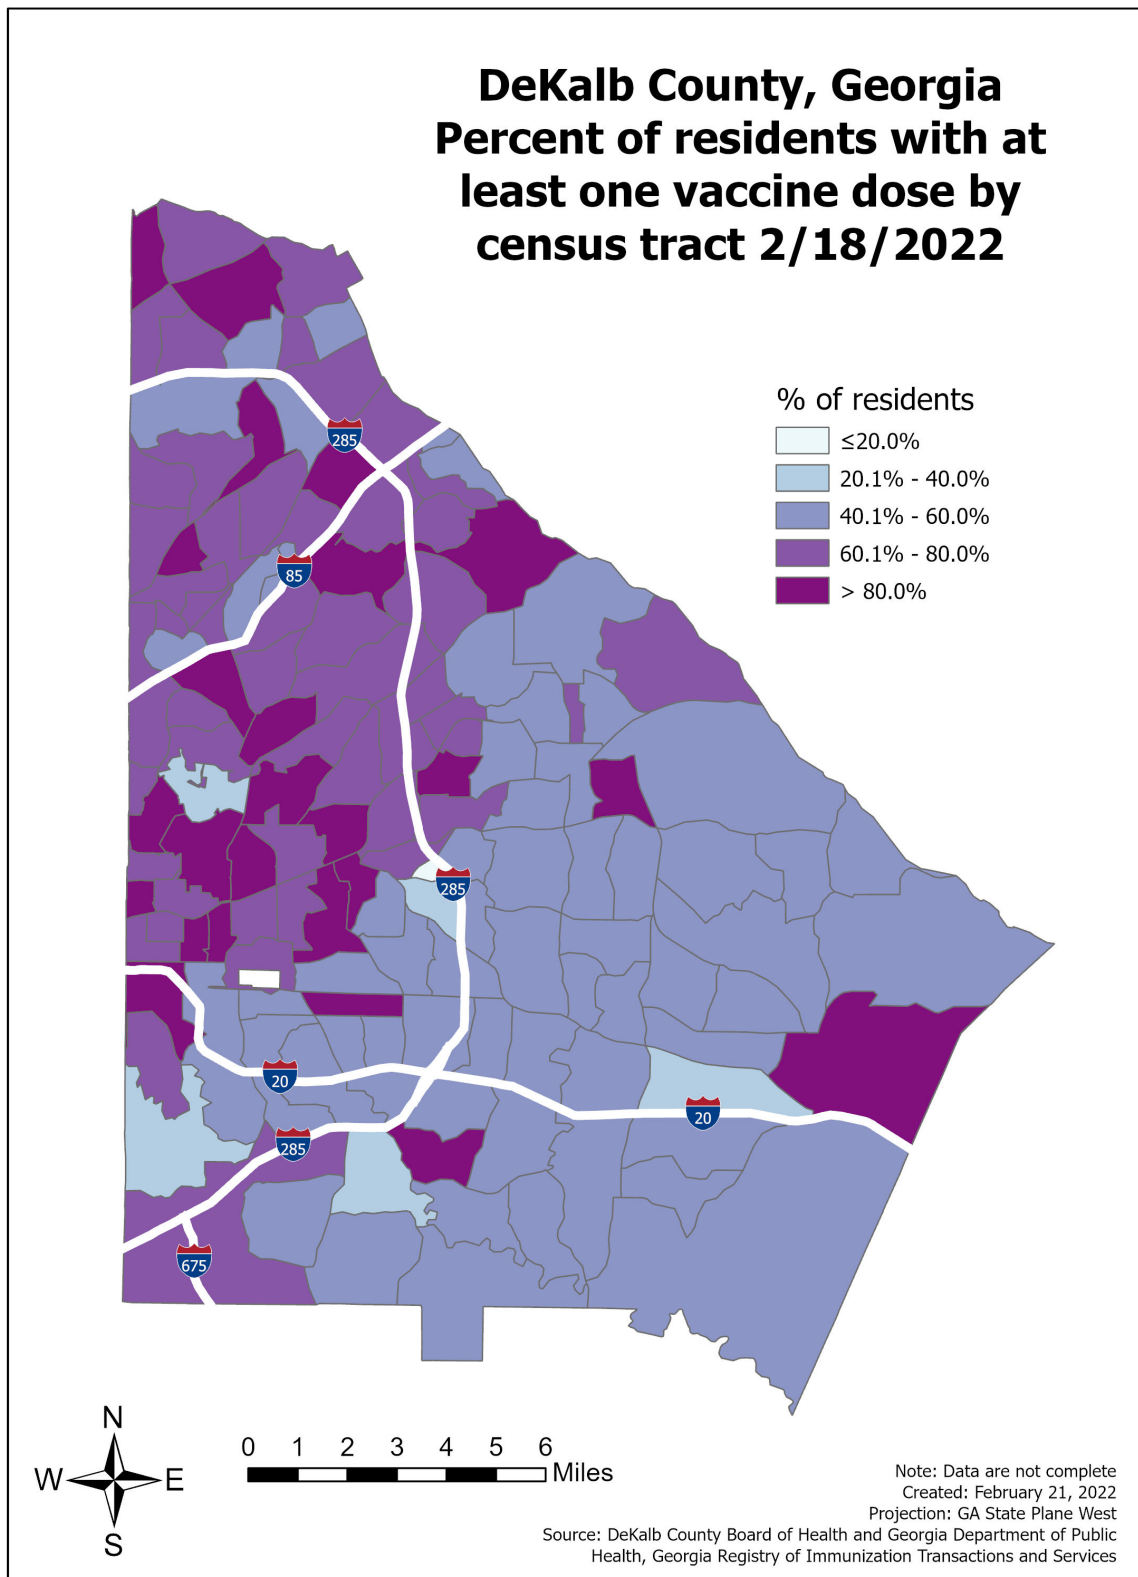 DeKalb County, Georgia
Percent of residents with at
least one vaccine dose by
census tract 2/18/2022
% of residents
≤20.0%
20.1% - 40.0%
40.1% - 60.0%
60.1% - 80.0%
> 80.0%
285
85
285
20
20
285
675
N
W E
S
0 1 2 3 4 5 6
Miles
Note: Data are not complete
Created: February 21, 2022
Projection: GA State Plane West
Source: DeKalb County Board of Health and Georgia Department of Public
Health, Georgia Registry of Immunization Transactions and Services